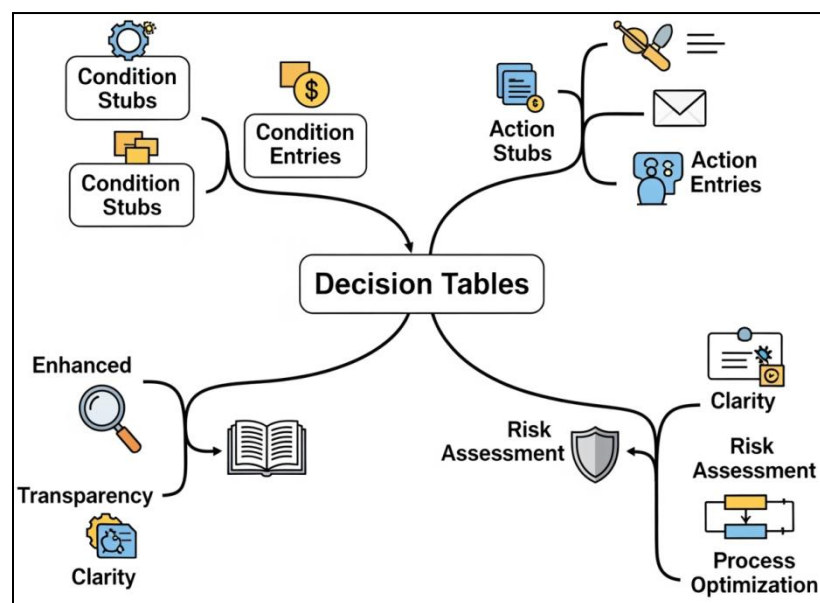 Condition
Stubs
Condition
Entries
Condition
Stubs
Action
Stubs
Action
Entries
Decision Tables
Enhanced
Transparency
Clarity
Clarity
Risk
Assessment
Risk
Assessment
Process
Optimization